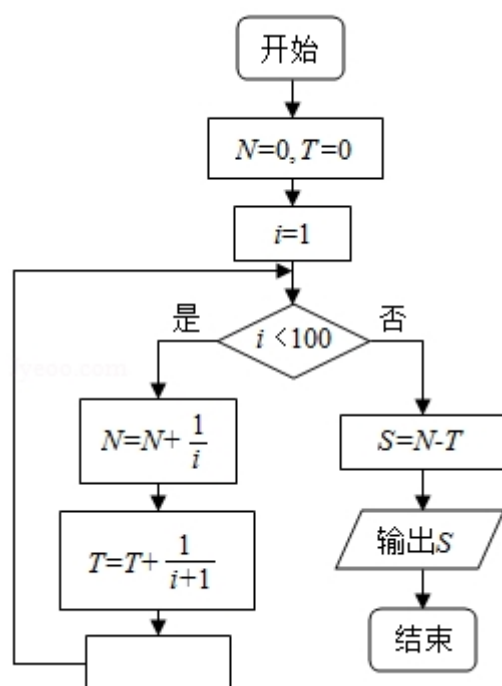 开始
N=0, T=0
i=1
是
i<100
否
N=N+ 1/i
S=N-T
T=T+ 1/(i+1)
输出S
结束